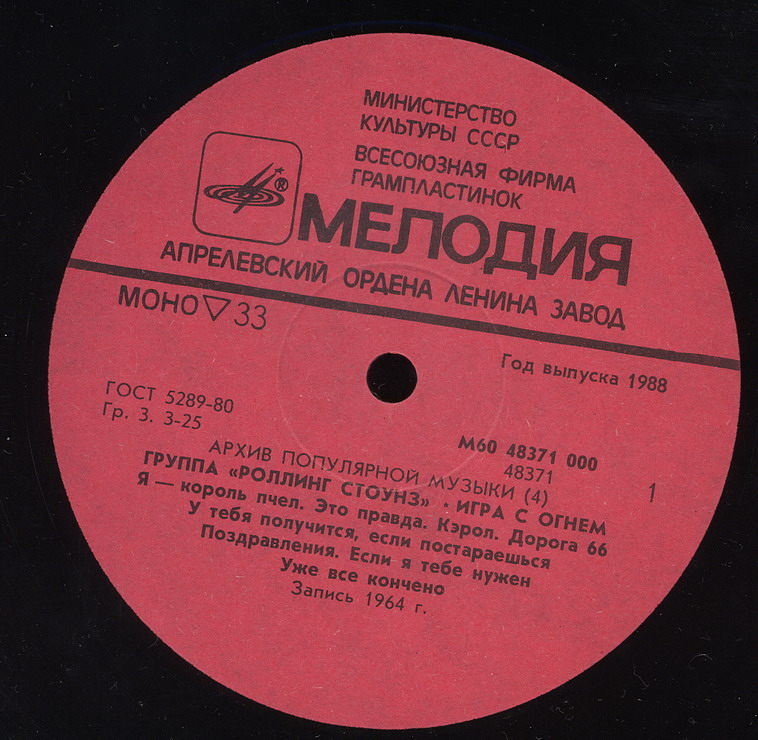 МИНИСТЕРСТВО
КУЛЬТУРЫ СССР
ВСЕСОЮЗНАЯ ФИРМА
ГРАМПЛАСТИНОК
®
МЕЛОДИЯ
АПРЕЛЕВСКИЙ ОРДЕНА ЛЕНИНА ЗАВОД
МОНО ▽ 33
Год выпуска 1988
ГОСТ 5289-80
Гр. 3. 3-25
М60 48371 000
48371
1
АРХИВ ПОПУЛЯРНОЙ МУЗЫКИ (4)
ГРУППА «РОЛЛИНГ СТОУНЗ» · ИГРА С ОГНЕМ
Я — король пчел. Это правда. Кэрол. Дорога 66
У тебя получится, если постараешься
Поздравления. Если я тебе нужен
Уже все кончено
Запись 1964 г.